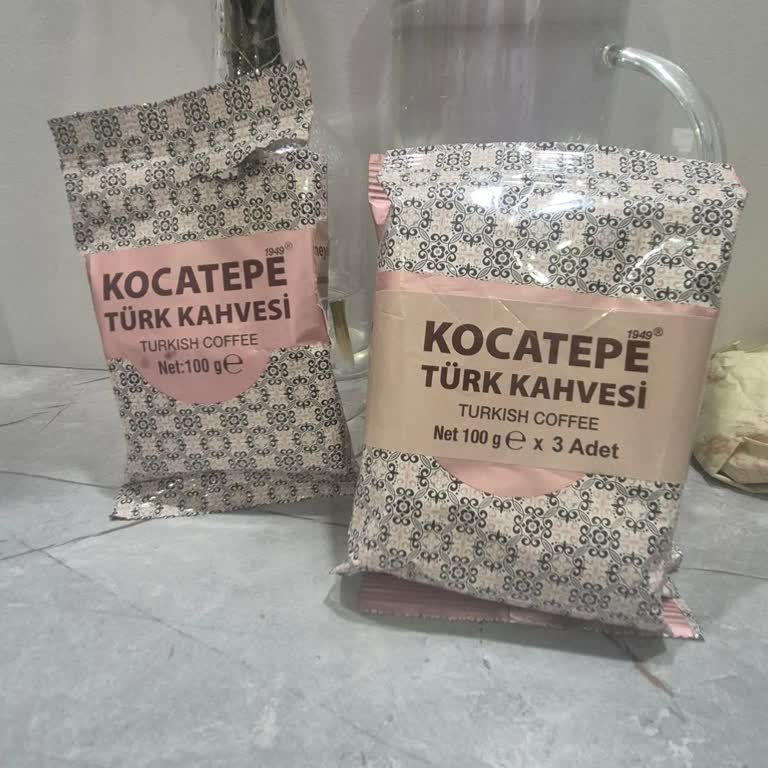 1949®
KOCATEPE
TÜRK KAHVESİ
TURKISH COFFEE
Net:100 g℮
1949®
KOCATEPE
TÜRK KAHVESİ
TURKISH COFFEE
Net 100 g ℮ x 3 Adet